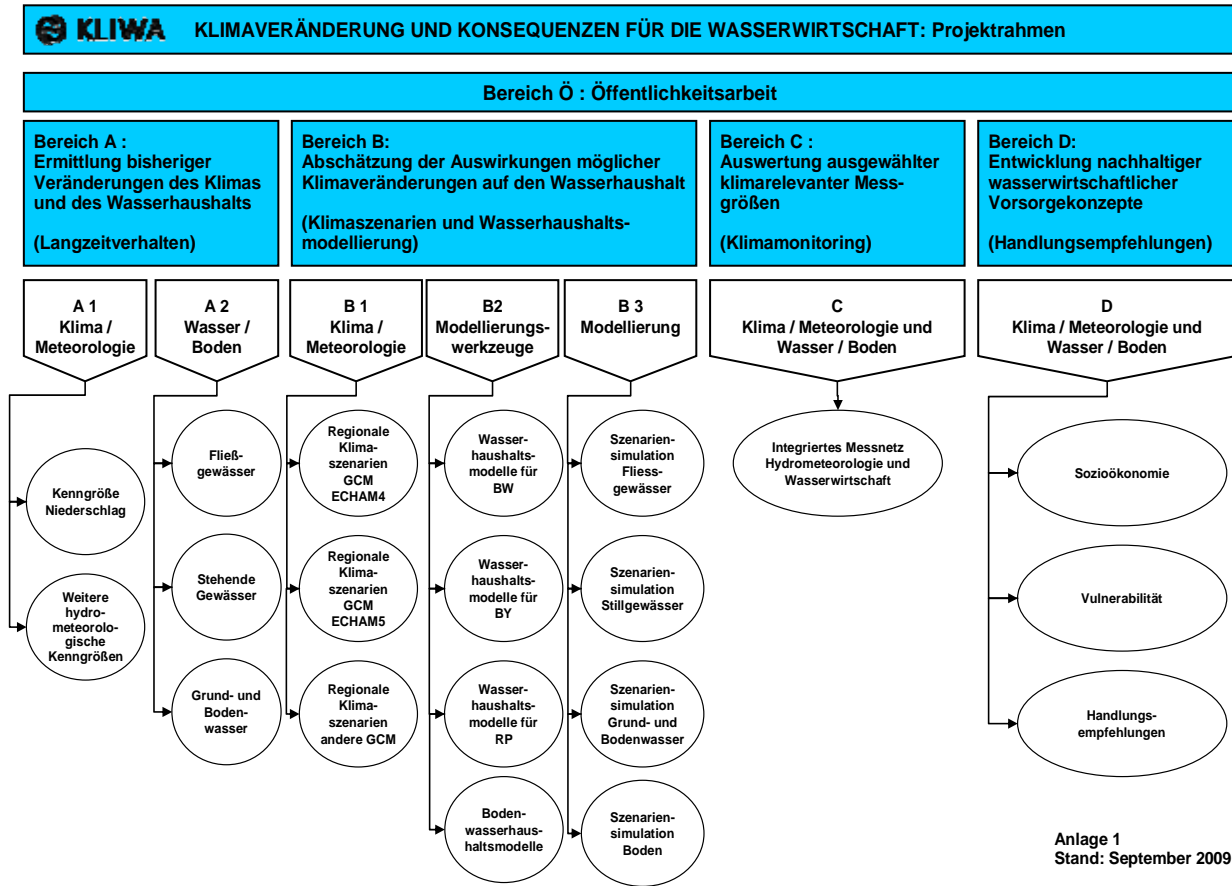 KLIWA KLIMAVERÄNDERUNG UND KONSEQUENZEN FÜR DIE WASSERWIRTSCHAFT: Projektrahmen
Bereich Ö : Öffentlichkeitsarbeit
Bereich A :
Ermittlung bisheriger
Veränderungen des Klimas
und des Wasserhaushalts
(Langzeitverhalten)
Bereich B:
Abschätzung der Auswirkungen möglicher
Klimaveränderungen auf den Wasserhaushalt
(Klimaszenarien und Wasserhaushalts-
modellierung)
Bereich C :
Auswertung ausgewählter
klimarelevanter Mess-
größen
(Klimamonitoring)
Bereich D:
Entwicklung nachhaltiger
wasserwirtschaftlicher
Vorsorgekonzepte
(Handlungsempfehlungen)
A 1
Klima /
Meteorologie
A 2
Wasser /
Boden
B 1
Klima /
Meteorologie
B2
Modellierungs-
werkzeuge
B 3
Modellierung
C
Klima / Meteorologie und
Wasser / Boden
D
Klima / Meteorologie und
Wasser / Boden
Kenngröße
Niederschlag
Weitere
hydro-
meteorolo-
gische
Kenngrößen
Fließ-
gewässer
Stehende
Gewässer
Grund- und
Boden-
wasser
Regionale
Klima-
szenarien
GCM
ECHAM4
Regionale
Klima-
szenarien
GCM
ECHAM5
Regionale
Klima-
szenarien
andere GCM
Wasser-
haushalts-
modelle für
BW
Wasser-
haushalts-
modelle für
BY
Wasser-
haushalts-
modelle für
RP
Boden-
wasserhaus-
haltsmodelle
Szenarien-
simulation
Fliess-
gewässer
Szenarien-
simulation
Stillgewässer
Szenarien-
simulation
Grund- und
Bodenwasser
Szenarien-
simulation
Boden
Integriertes Messnetz
Hydrometeorologie und
Wasserwirtschaft
Sozioökonomie
Vulnerabilität
Handlungs-
empfehlungen
Anlage 1
Stand: September 2009